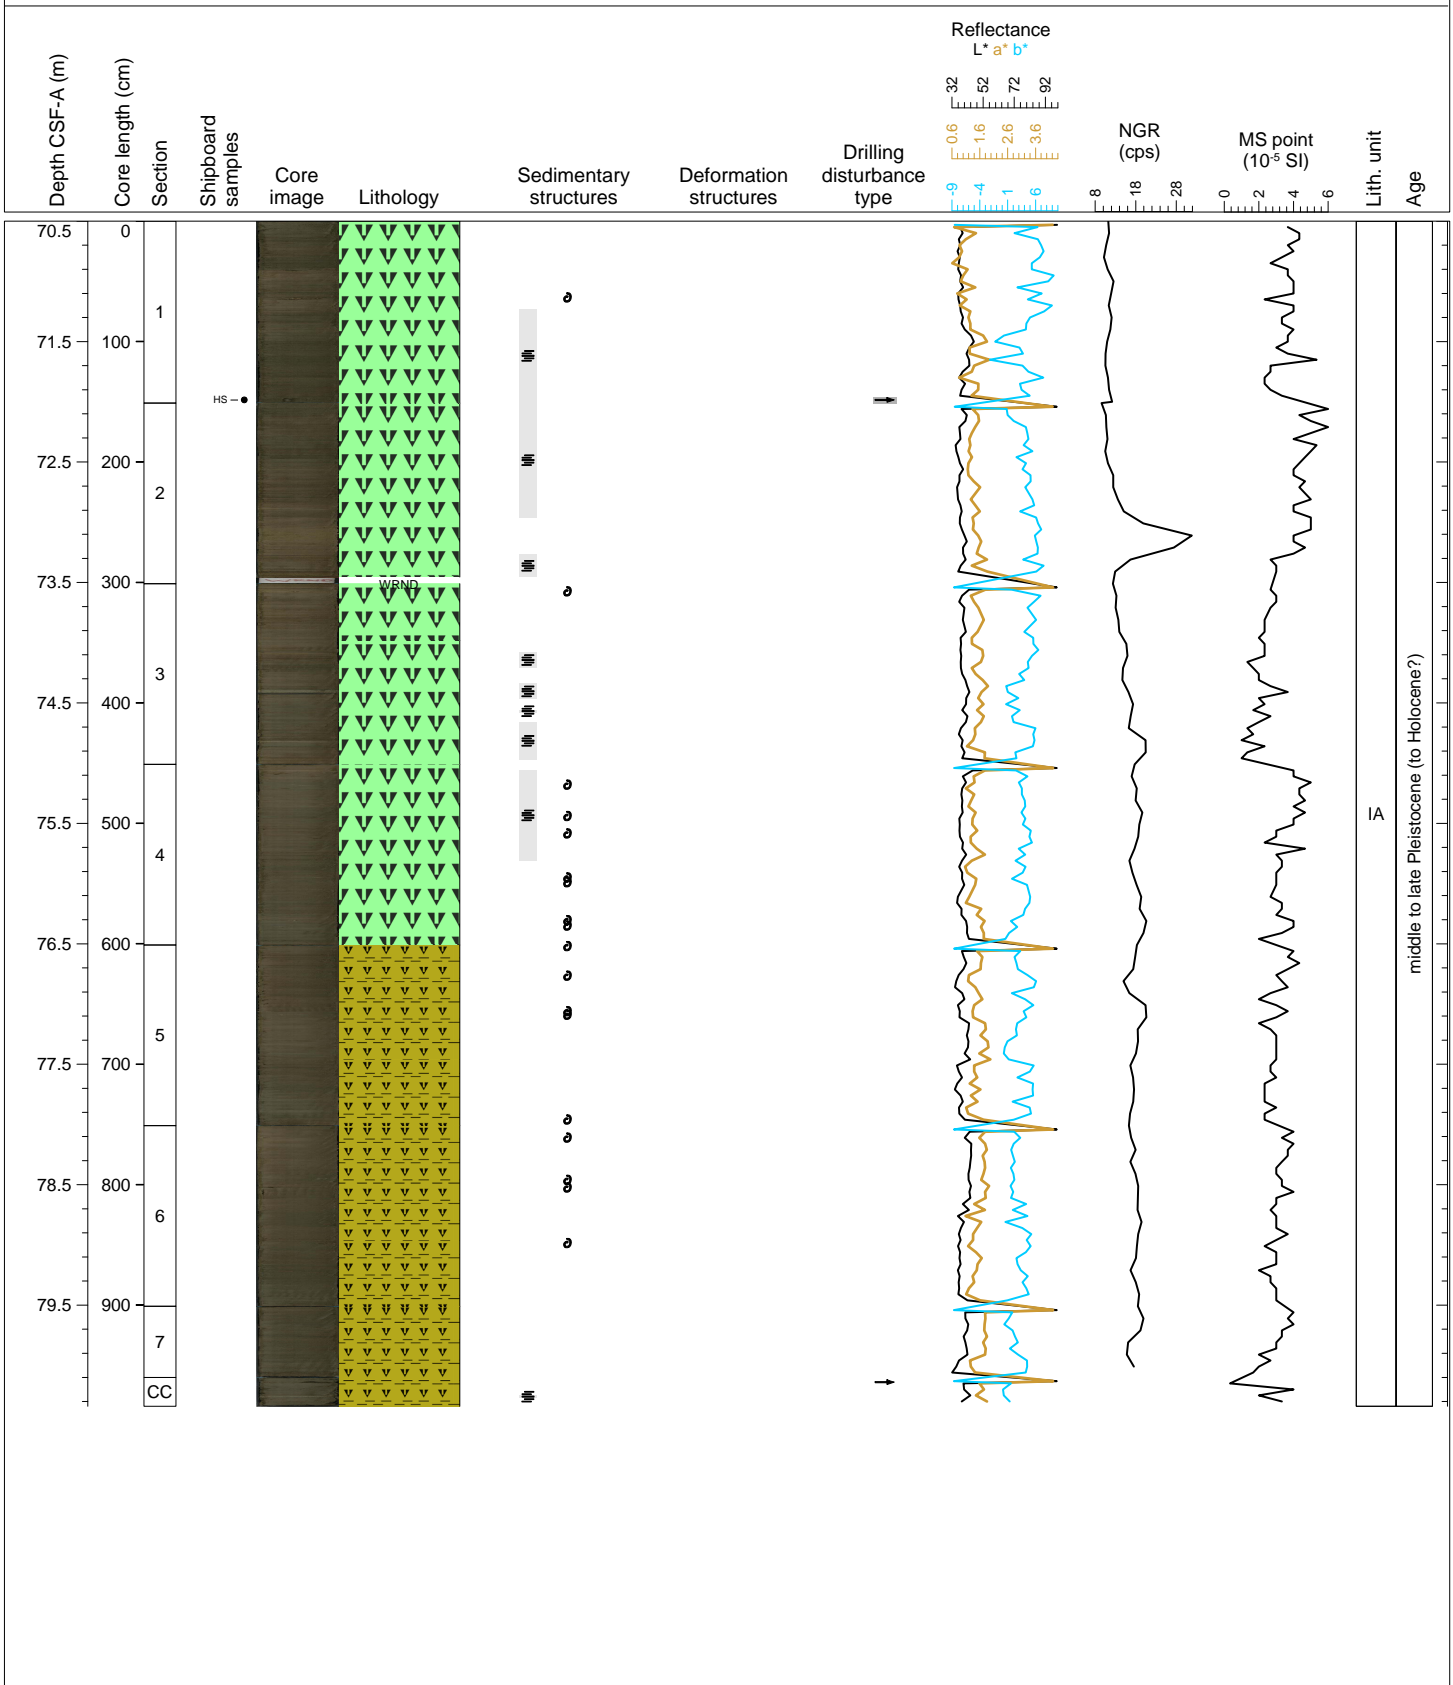 Reflectance
L* a* b*
32 52 72 92
0.6 1.6 2.6 3.6
-9 -4 1 6
Depth CSF-A (m)
Core length (cm)
Section
Shipboard
samples
Core
image
Lithology
Sedimentary
structures
Deformation
structures
Drilling
disturbance
type
NGR
(cps)
8 18 28
MS point
(10-5 SI)
0 2 4 6
Lith. unit
Age
70.5 0
1
71.5 100
HS
72.5 200
2
73.5 300
WRND
3
74.5 400
75.5 500
4
76.5 600
5
77.5 700
78.5 800
6
79.5 900
7
CC
IA
middle to late Pleistocene (to Holocene?)